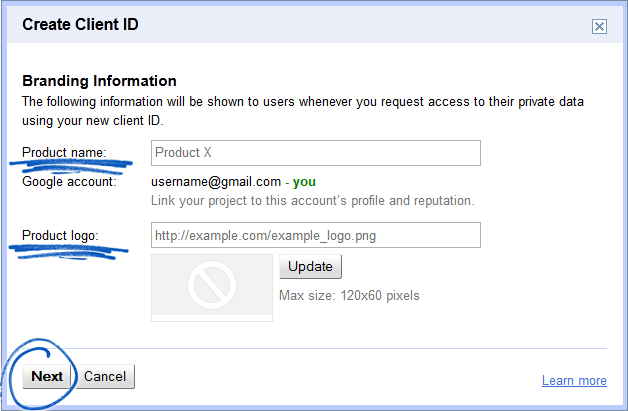 Create Client ID
Branding Information
The following information will be shown to users whenever you request access to their private data
using your new client ID.
Product name: Product X
Google account: username@gmail.com - you
Link your project to this account's profile and reputation.
Product logo: http://example.com/example_logo.png
Update
Max size: 120x60 pixels
Next Cancel Learn more